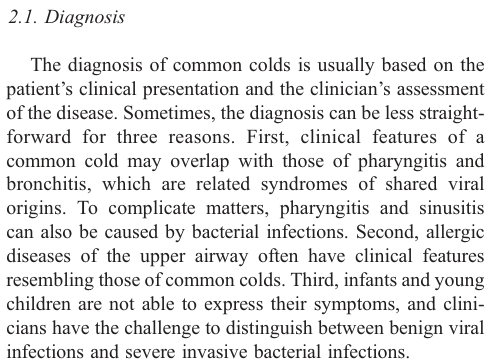 2.1. Diagnosis
The diagnosis of common colds is usually based on the
patient's clinical presentation and the clinician's assessment
of the disease. Sometimes, the diagnosis can be less straight-
forward for three reasons. First, clinical features of a
common cold may overlap with those of pharyngitis and
bronchitis, which are related syndromes of shared viral
origins. To complicate matters, pharyngitis and sinusitis
can also be caused by bacterial infections. Second, allergic
diseases of the upper airway often have clinical features
resembling those of common colds. Third, infants and young
children are not able to express their symptoms, and clini-
cians have the challenge to distinguish between benign viral
infections and severe invasive bacterial infections.